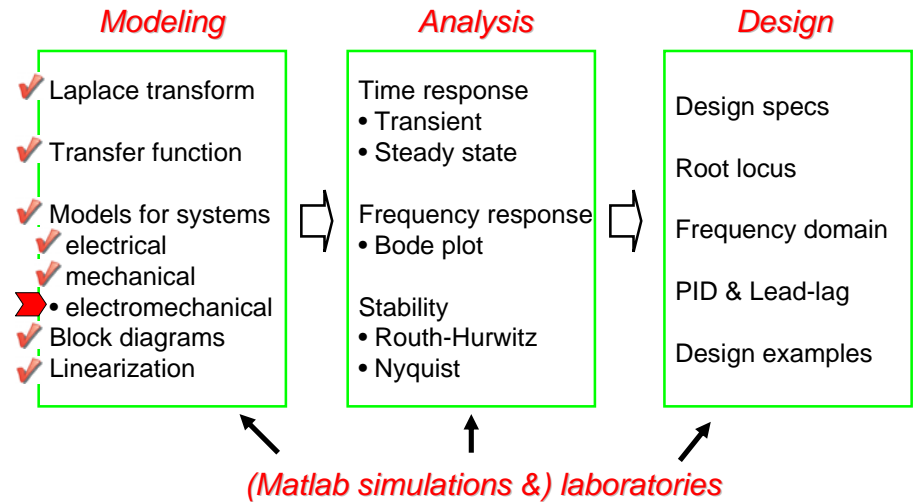 Modeling
Analysis
Design
Laplace transform
Transfer function
Models for systems
electrical
mechanical
• electromechanical
Block diagrams
Linearization
Time response
• Transient
• Steady state
Frequency response
• Bode plot
Stability
• Routh-Hurwitz
• Nyquist
Design specs
Root locus
Frequency domain
PID & Lead-lag
Design examples
(Matlab simulations &) laboratories